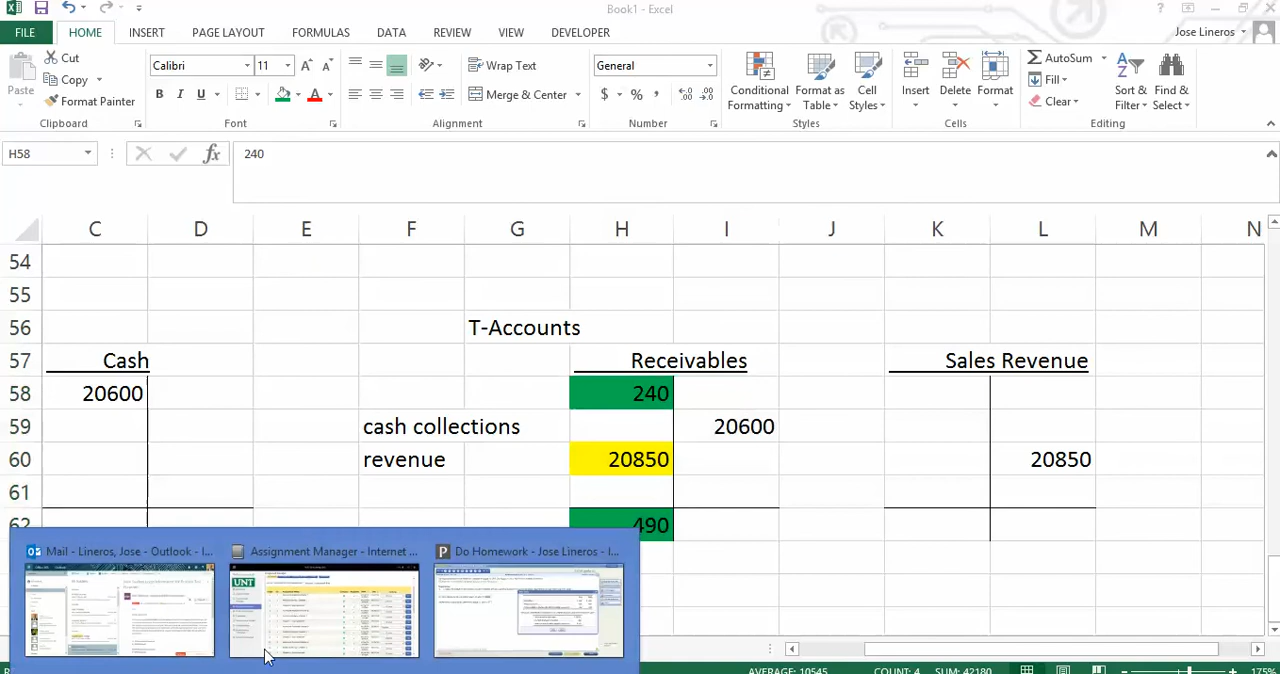 Book1 - Excel
FILE HOME INSERT PAGE LAYOUT FORMULAS DATA REVIEW VIEW DEVELOPER Jose Lineros
Paste
Cut
Copy
Format Painter
Calibri 11
B I U A
Wrap Text
Merge & Center
General
$ % ,
Conditional Formatting
Format as Table
Cell Styles
Insert
Delete
Format
AutoSum
Fill
Clear
Sort & Filter
Find & Select
Clipboard Font Alignment Number Styles Cells Editing
H58 fx 240
C D E F G H I J K L M N
54
55
56 T-Accounts
57 Cash Receivables Sales Revenue
58 20600 240
59 cash collections 20600
60 revenue 20850 20850
61
62 490
Mail - Lineros, Jose - Outlook - I...
Assignment Manager - Internet ...
Do Homework - Jose Lineros - I...
UNT
AVERAGE: 10545 COUNT: 4 SUM: 42180 175%